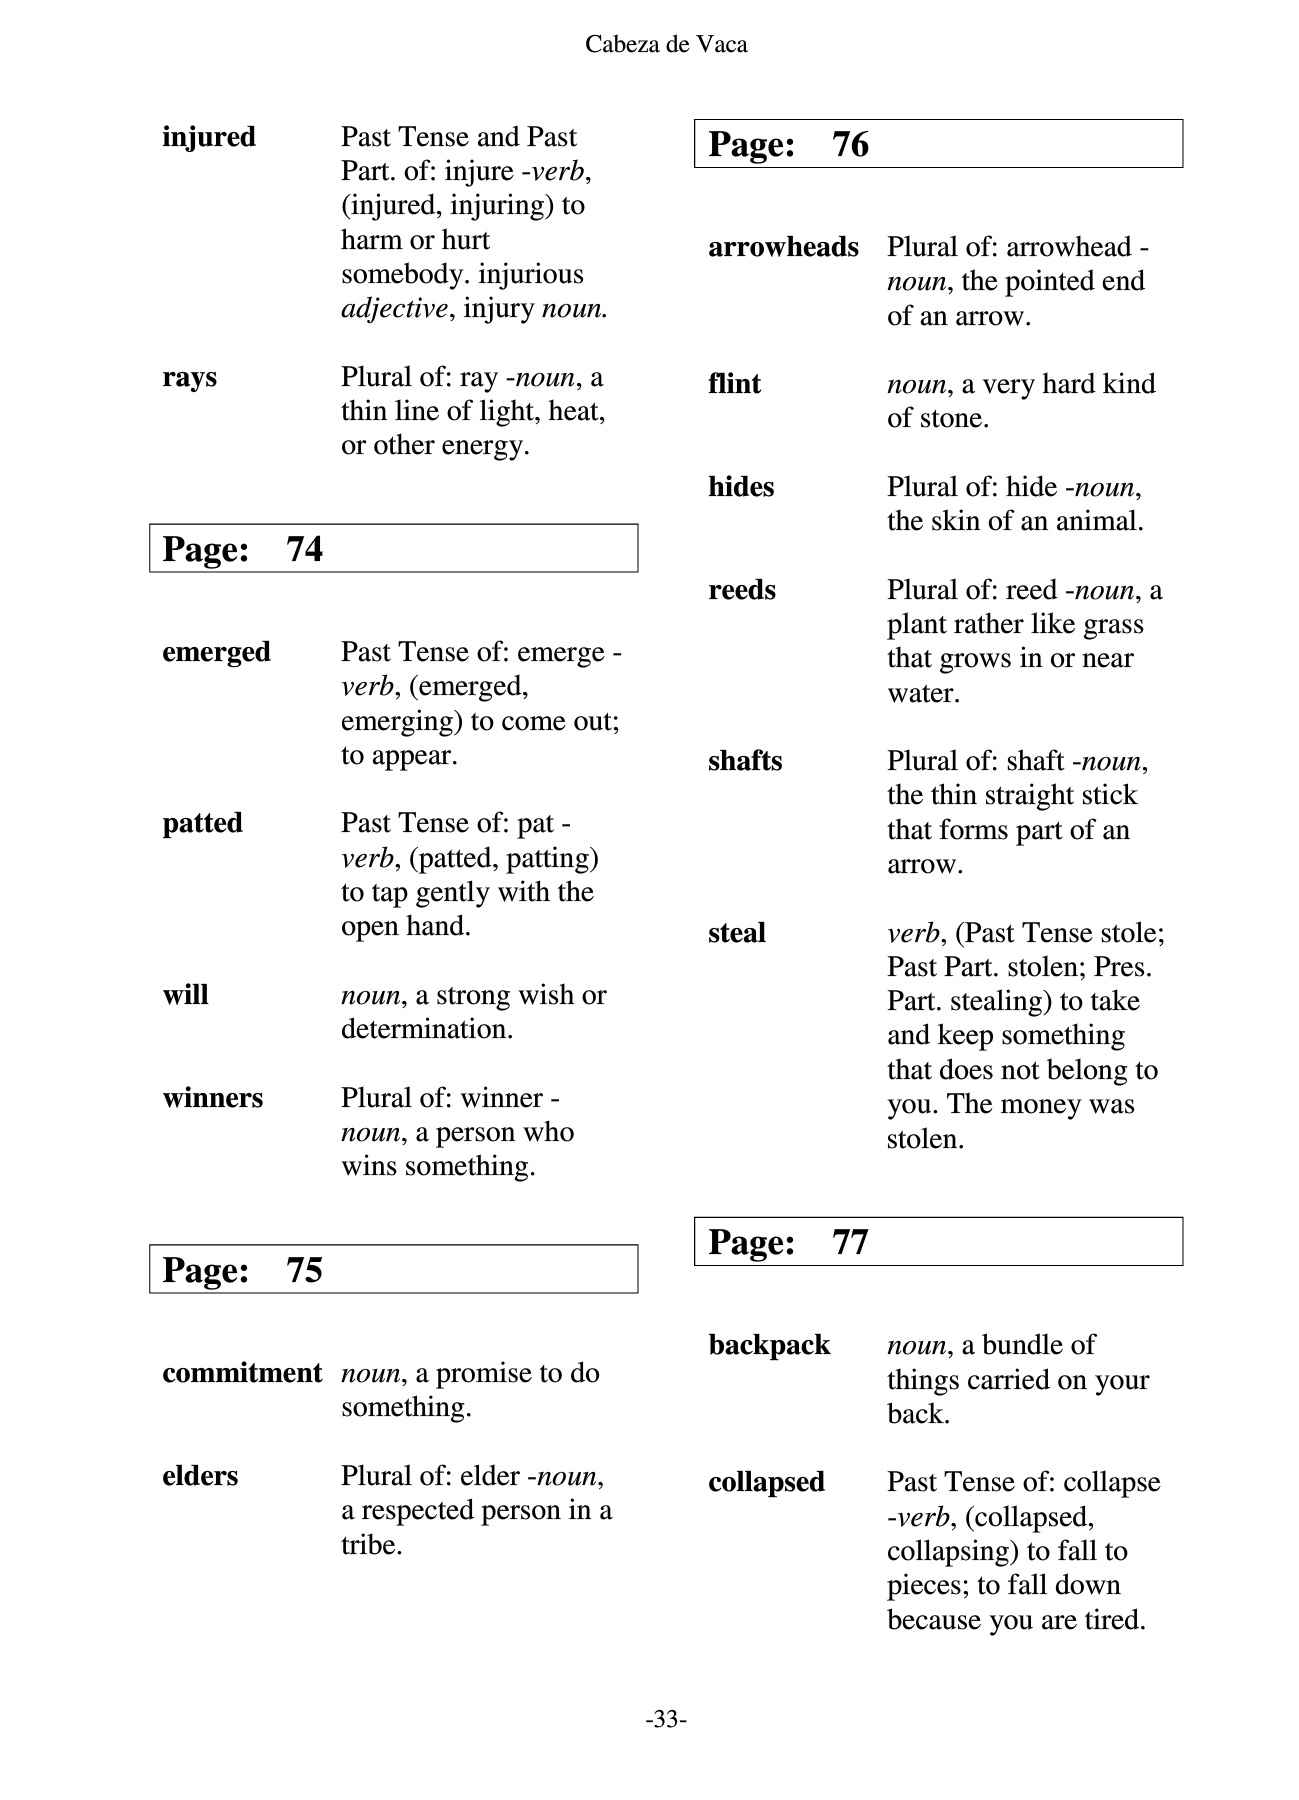 Cabeza de Vaca
injured Past Tense and Past
Part. of: injure -verb,
(injured, injuring) to
harm or hurt
somebody. injurious
adjective, injury noun.
rays Plural of: ray -noun, a
thin line of light, heat,
or other energy.
Page: 74
emerged Past Tense of: emerge -
verb, (emerged,
emerging) to come out;
to appear.
patted Past Tense of: pat -
verb, (patted, patting)
to tap gently with the
open hand.
will noun, a strong wish or
determination.
winners Plural of: winner -
noun, a person who
wins something.
Page: 75
commitment noun, a promise to do
something.
elders Plural of: elder -noun,
a respected person in a
tribe.
Page: 76
arrowheads Plural of: arrowhead -
noun, the pointed end
of an arrow.
flint noun, a very hard kind
of stone.
hides Plural of: hide -noun,
the skin of an animal.
reeds Plural of: reed -noun, a
plant rather like grass
that grows in or near
water.
shafts Plural of: shaft -noun,
the thin straight stick
that forms part of an
arrow.
steal verb, (Past Tense stole;
Past Part. stolen; Pres.
Part. stealing) to take
and keep something
that does not belong to
you. The money was
stolen.
Page: 77
backpack noun, a bundle of
things carried on your
back.
collapsed Past Tense of: collapse
-verb, (collapsed,
collapsing) to fall to
pieces; to fall down
because you are tired.
-33-